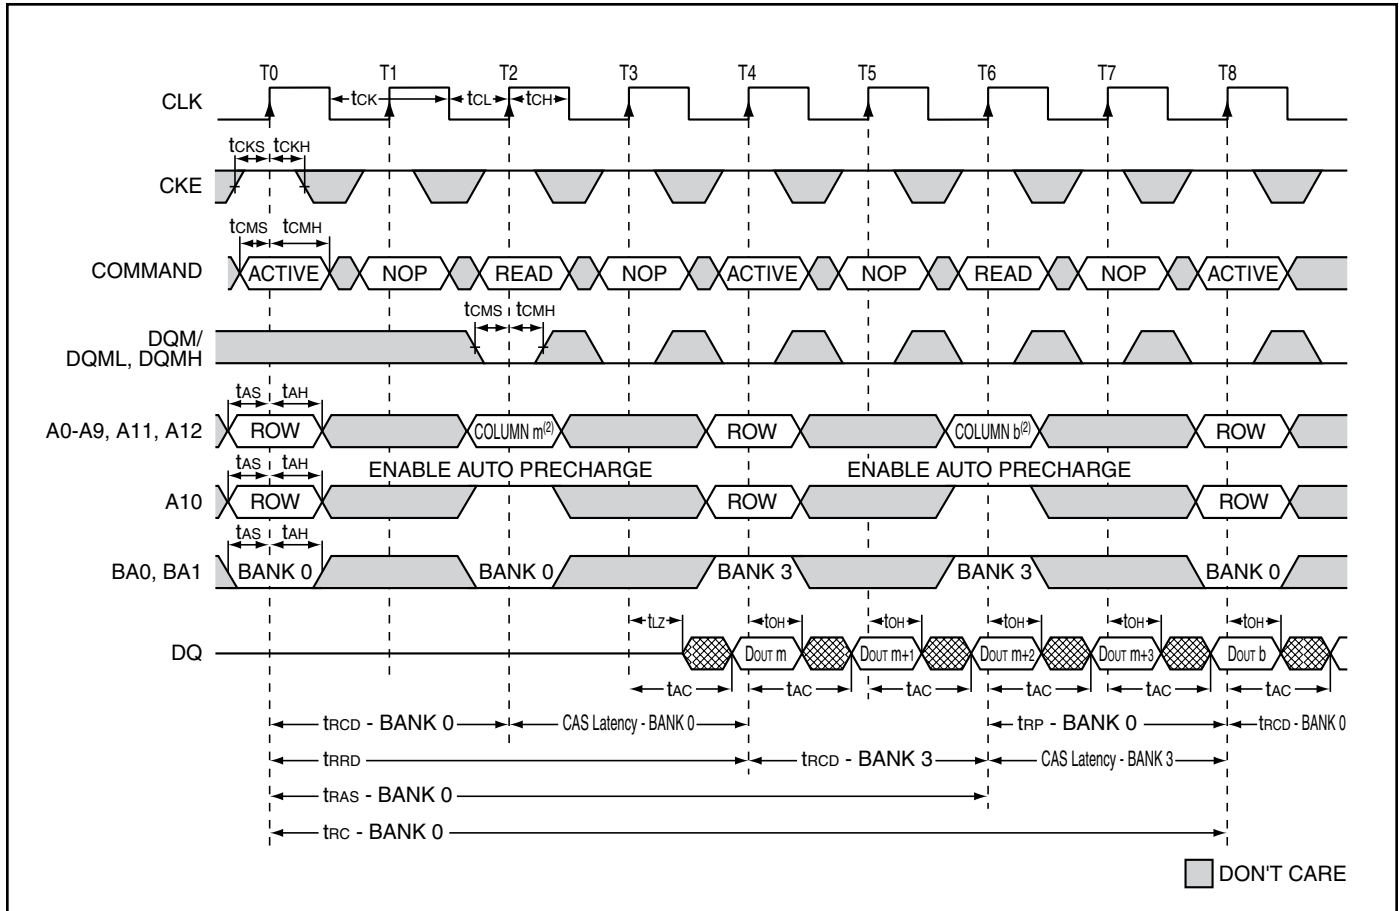 T0 T1 T2 T3 T4 T5 T6 T7 T8
CLK tCK tCL tCH
tCKS tCKH
CKE
tCMS tCMH
COMMAND ACTIVE NOP READ NOP ACTIVE NOP READ NOP ACTIVE
tCMS tCMH
DQM/
DQML, DQMH
tAS tAH
A0-A9, A11, A12 ROW COLUMN m(2) ROW COLUMN b(2) ROW
tAS tAH ENABLE AUTO PRECHARGE ENABLE AUTO PRECHARGE
A10 ROW ROW ROW
tAS tAH
BA0, BA1 BANK 0 BANK 0 BANK 3 BANK 3 BANK 0
tLZ tOH tOH tOH tOH tOH
DQ DOUT m DOUT m+1 DOUT m+2 DOUT m+3 DOUT b
tAC tAC tAC tAC tAC tAC
tRCD - BANK 0 CAS Latency - BANK 0 tRP - BANK 0 tRCD - BANK 0
tRRD tRCD - BANK 3 CAS Latency - BANK 3
tRAS - BANK 0
tRC - BANK 0
DON'T CARE